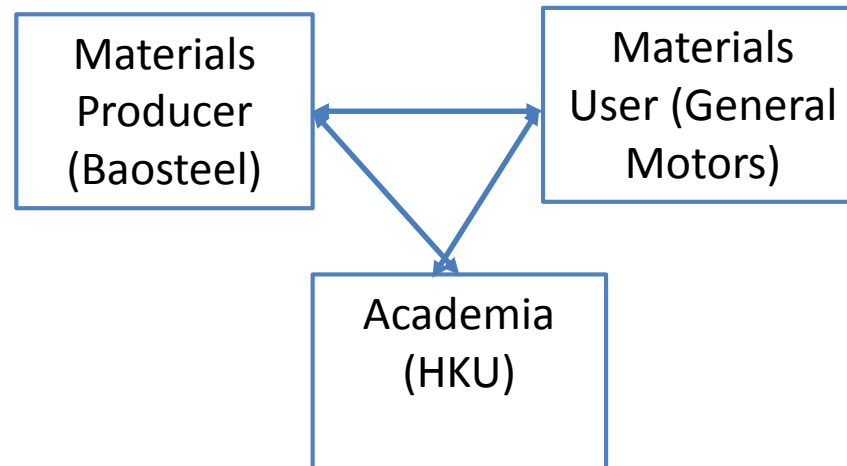 Materials
Producer
(Baosteel)
Materials
User (General
Motors)
Academia
(HKU)